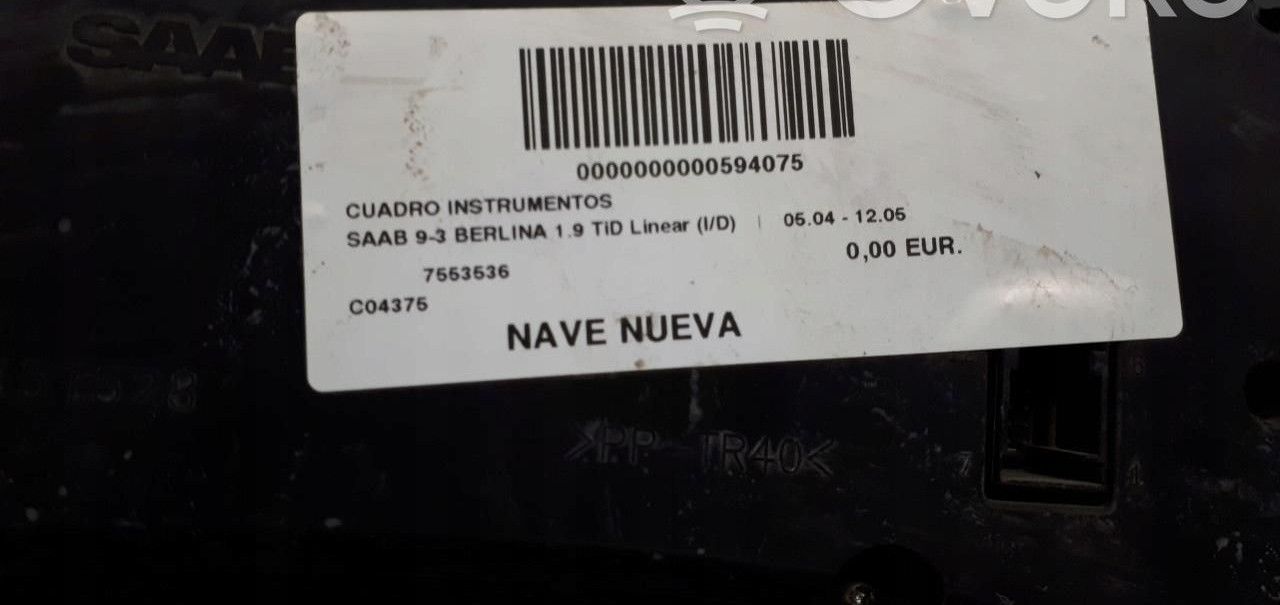 SAAB
0000000000594075
CUADRO INSTRUMENTOS
SAAB 9-3 BERLINA 1.9 TiD Linear (I/D) | 05.04 - 12.05
0,00 EUR.
7553536
C04375
NAVE NUEVA
>PP-TR40<